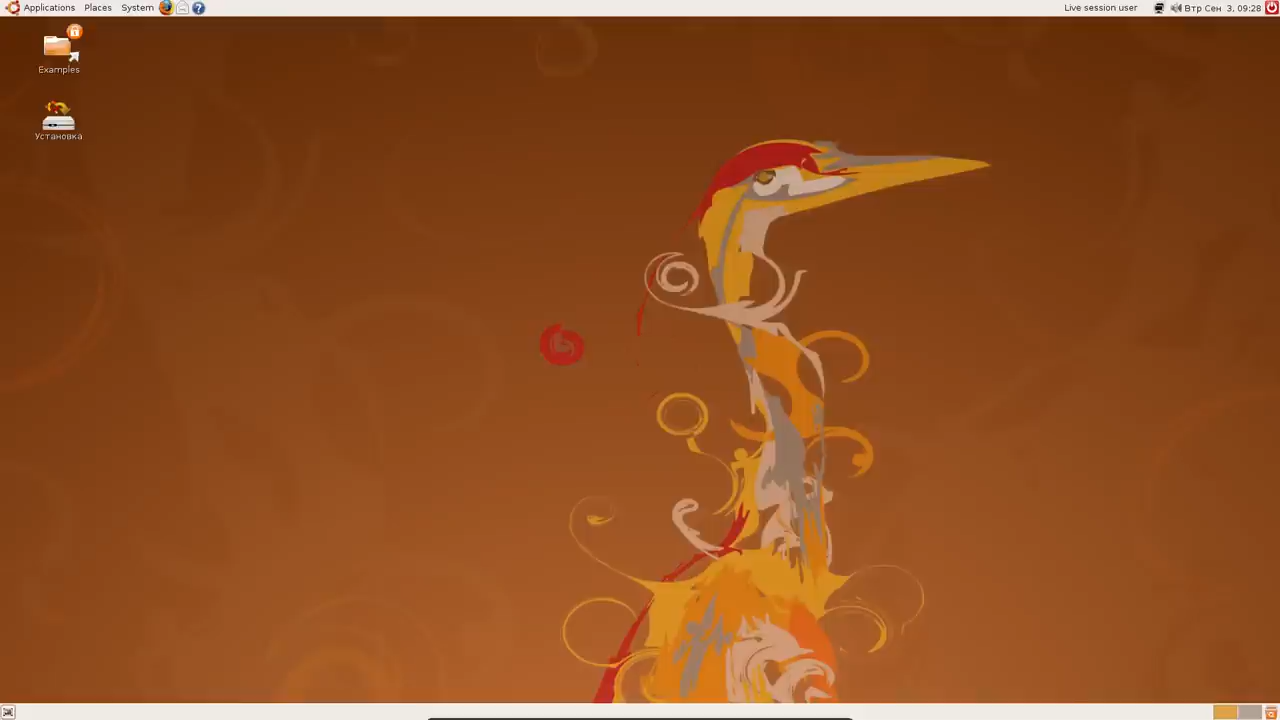 Applications Places System Live session user Втр Сен 3, 09:28
Examples
Установка